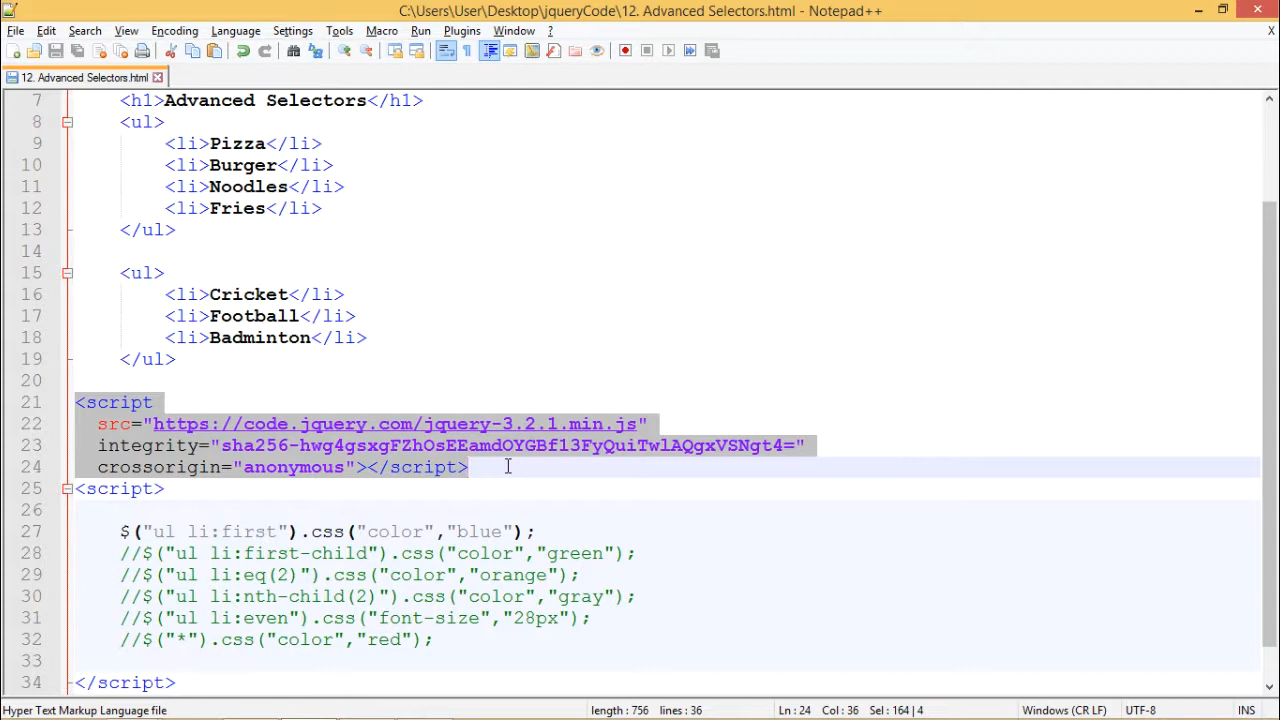 C:\Users\User\Desktop\jqueryCode\12. Advanced Selectors.html - Notepad++
File Edit Search View Encoding Language Settings Tools Macro Run Plugins Window ? X
12. Advanced Selectors.html
7 <h1>Advanced Selectors</h1>
8 <ul>
9 <li>Pizza</li>
10 <li>Burger</li>
11 <li>Noodles</li>
12 <li>Fries</li>
13 </ul>
14
15 <ul>
16 <li>Cricket</li>
17 <li>Football</li>
18 <li>Badminton</li>
19 </ul>
20
21 <script
22 src="https://code.jquery.com/jquery-3.2.1.min.js"
23 integrity="sha256-hwg4gsxgFZhOsEEamdOYGBf13FyQuiTwlAQgxVSNgt4="
24 crossorigin="anonymous"></script>
25 <script>
26
27 $("ul li:first").css("color","blue");
28 //$("ul li:first-child").css("color","green");
29 //$("ul li:eq(2)").css("color","orange");
30 //$("ul li:nth-child(2)").css("color","gray");
31 //$("ul li:even").css("font-size","28px");
32 //$("*").css("color","red");
33
34 </script>
Hyper Text Markup Language file length : 756 lines : 36 Ln : 24 Col : 36 Sel : 164 | 4 Windows (CR LF) UTF-8 INS